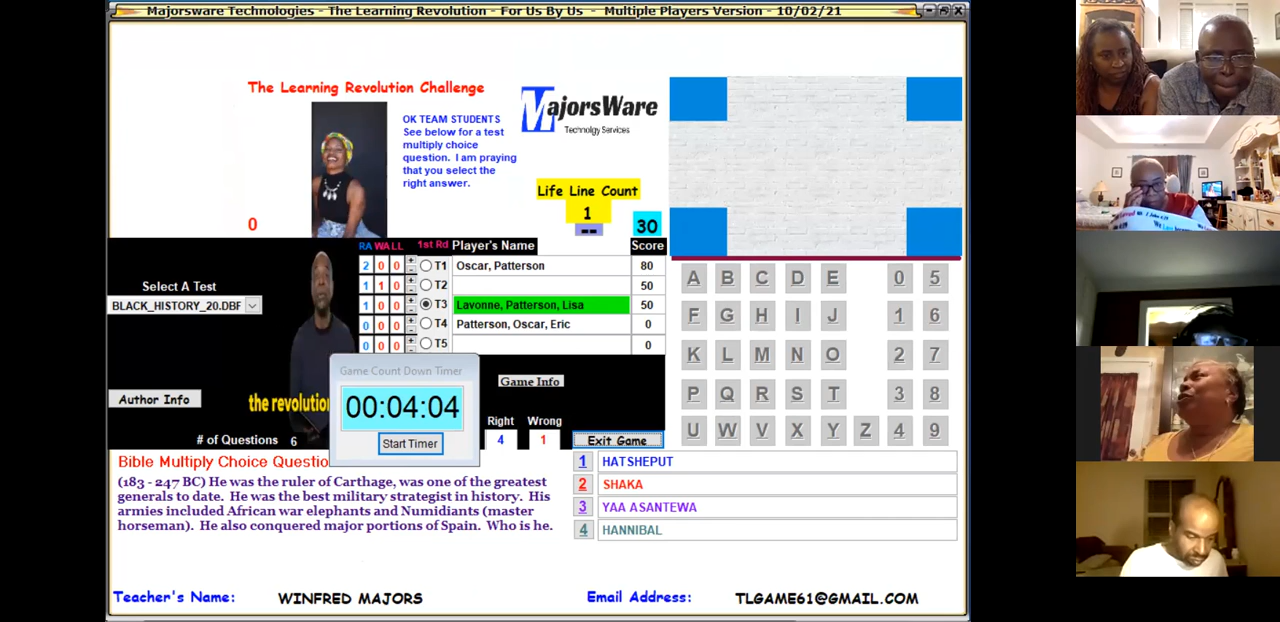 Majorsware Technologies - The Learning Revolution - For Us By Us - Multiple Players Version - 10/02/21
The Learning Revolution Challenge
OK TEAM STUDENTS
See below for a test
multiply choice
question. I am praying
that you select the
right answer.
MajorsWare
Technolgy Services
Life Line Count
1
--
30
0
RA WA LL 1st Rd Player's Name Score
2 0 0 + - T1 Oscar, Patterson 80
1 1 0 + - T2 50
1 0 0 + - T3 Lavonne, Patterson, Lisa 50
0 0 0 + - T4 Patterson, Oscar, Eric 0
0 0 0 + - T5 0
Select A Test
BLACK_HISTORY_20.DBF
Author Info
the revolution
# of Questions 6
Game Count Down Timer
00:04:04
Start Timer
Game Info
Right Wrong
4 1
Exit Game
A B C D E 0 5
F G H I J 1 6
K L M N O 2 7
P Q R S T 3 8
U W V X Y Z 4 9
Bible Multiply Choice Questio
(183 - 247 BC) He was the ruler of Carthage, was one of the greatest
generals to date. He was the best military strategist in history. His
armies included African war elephants and Numidiants (master
horseman). He also conquered major portions of Spain. Who is he.
1 HATSHEPUT
2 SHAKA
3 YAA ASANTEWA
4 HANNIBAL
Teacher's Name: WINFRED MAJORS
Email Address: TLGAME61@GMAIL.COM